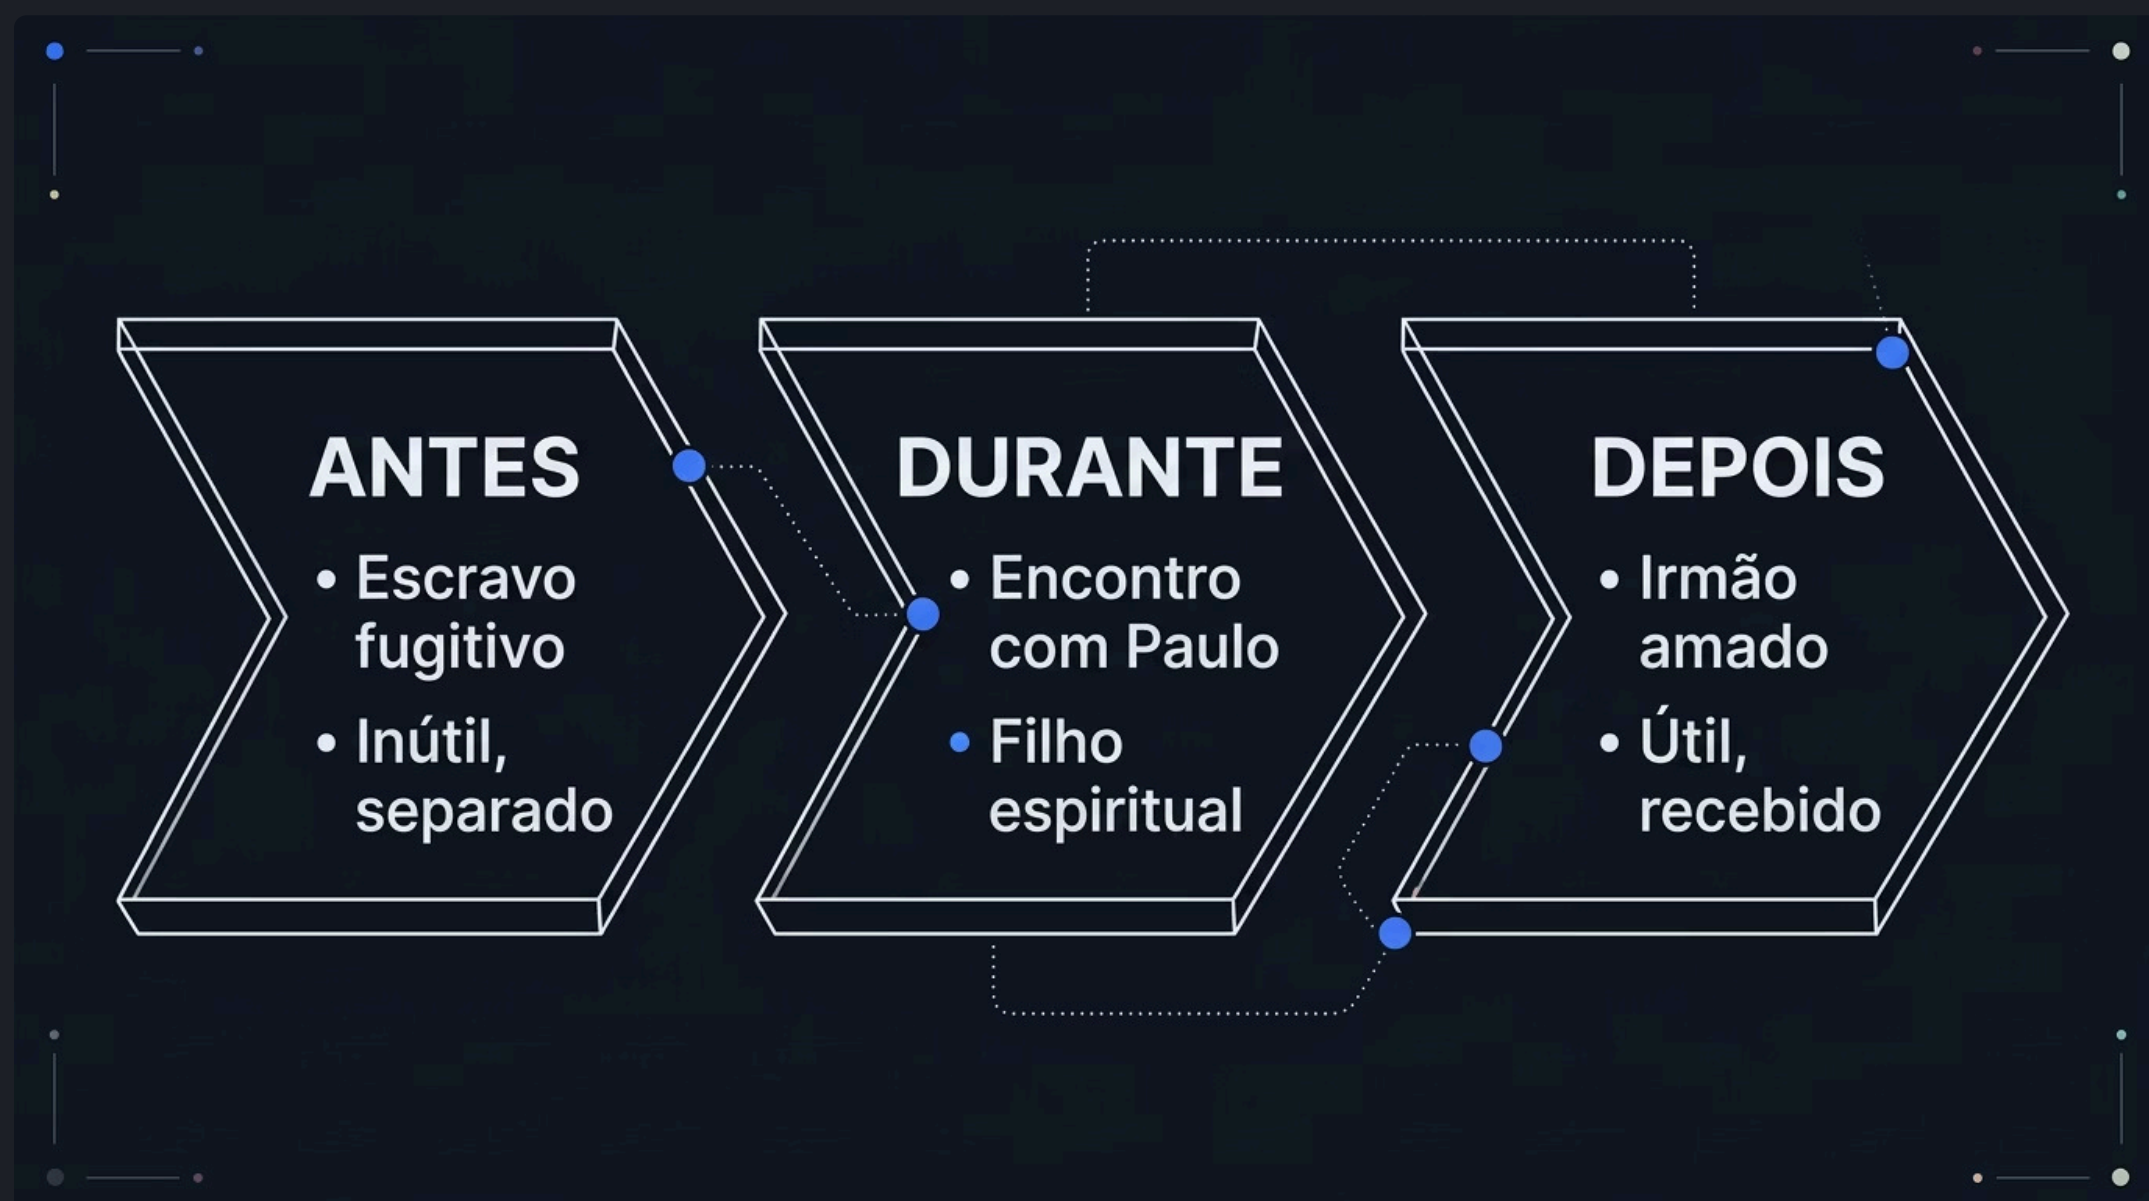 ANTES
• Escravo
fugitivo
• Inútil,
separado
DURANTE
• Encontro
com Paulo
• Filho
espiritual
DEPOIS
• Irmão
amado
• Útil,
recebido